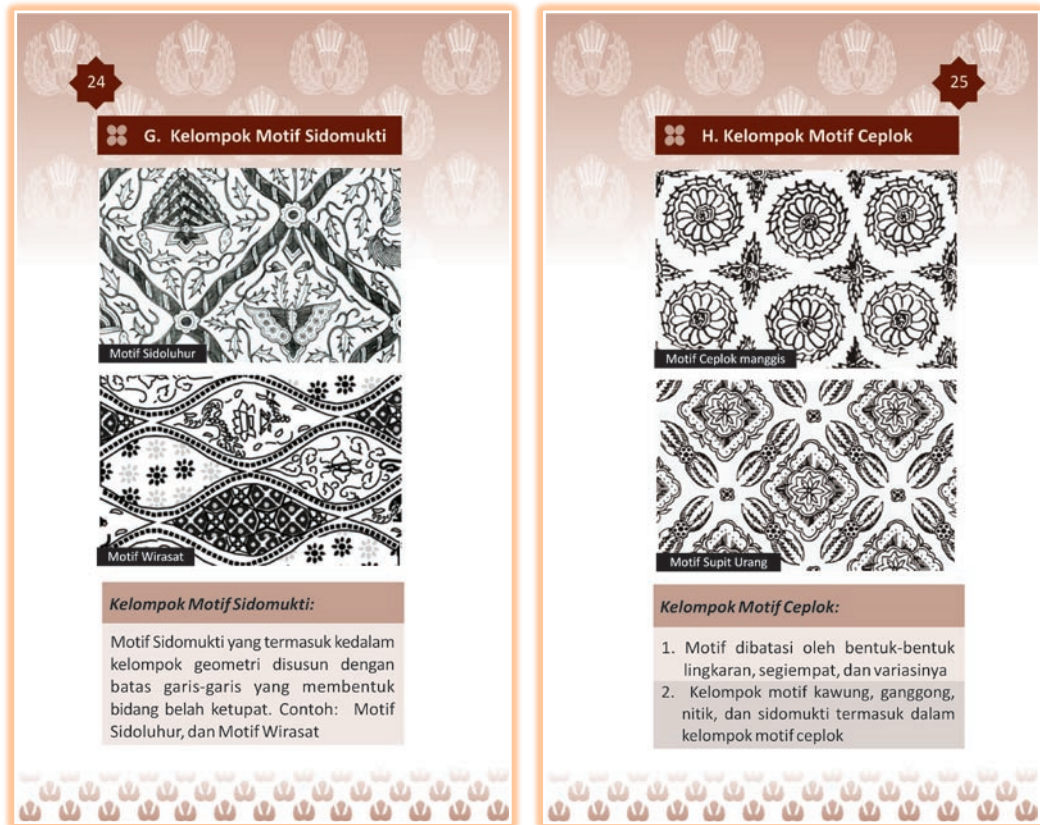 24
G. Kelompok Motif Sidomukti
Motif Sidoluhur
Motif Wirasat
Kelompok Motif Sidomukti:
Motif Sidomukti yang termasuk kedalam
kelompok geometri disusun dengan
batas garis-garis yang membentuk
bidang belah ketupat. Contoh: Motif
Sidoluhur, dan Motif Wirasat
25
H. Kelompok Motif Ceplok
Motif Ceplok manggis
Motif Supit Urang
Kelompok Motif Ceplok:
1. Motif dibatasi oleh bentuk-bentuk
lingkaran, segiempat, dan variasinya
2. Kelompok motif kawung, ganggong,
nitik, dan sidomukti termasuk dalam
kelompok motif ceplok